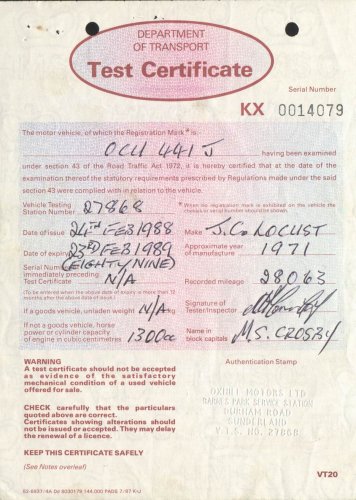 DEPARTMENT
OF TRANSPORT
Test Certificate
Serial Number
KX 0014079
The motor vehicle, of which the Registration Mark* is:-
OCU 441J having been examined
under section 43 of the Road Traffic Act 1972, it is hereby certified that at the date of the
examination thereof the statutory requirements prescribed by Regulations made under the said
section 43 were complied with in relation to the vehicle.
Vehicle Testing
Station Number 27868
* When no registration mark is exhibited on the vehicle the
chassis or serial number should be shown.
Date of issue 24TH FEB 1988
Make
Date of expiry 23RD FEB 1989
(EIGHTY NINE)
Approximate year
of manufacture 1971
Serial Number
immediately
Test Certificate N/A
Recorded
mileage 28063
(To be entered when the above date of expiry is more than 12
months after the above date of issue)
If a goods vehicle, unladen weight N/A kg
Signature of
Tester/Inspector
If not a goods vehicle, horse
power or cylinder capacity
of engine in cubic centimetres 1300cc
Name in
block capitals M.S. CROSBY
WARNING
A test certificate should not be accepted
as evidence of the satisfactory
mechanical condition of a used vehicle
offered for sale.
Authentication Stamp
OXHILL MOTORS LTD
BARNES PARK SERVICE STATION
DURHAM ROAD
SUNDERLAND
V.T.S. NO. 27868
CHECK carefully that the particulars
quoted above are correct.
Certificates showing alterations should
not be issued or accepted. They may delay
the renewal of a licence.
KEEP THIS CERTIFICATE SAFELY
(See Notes overleaf)
VT20